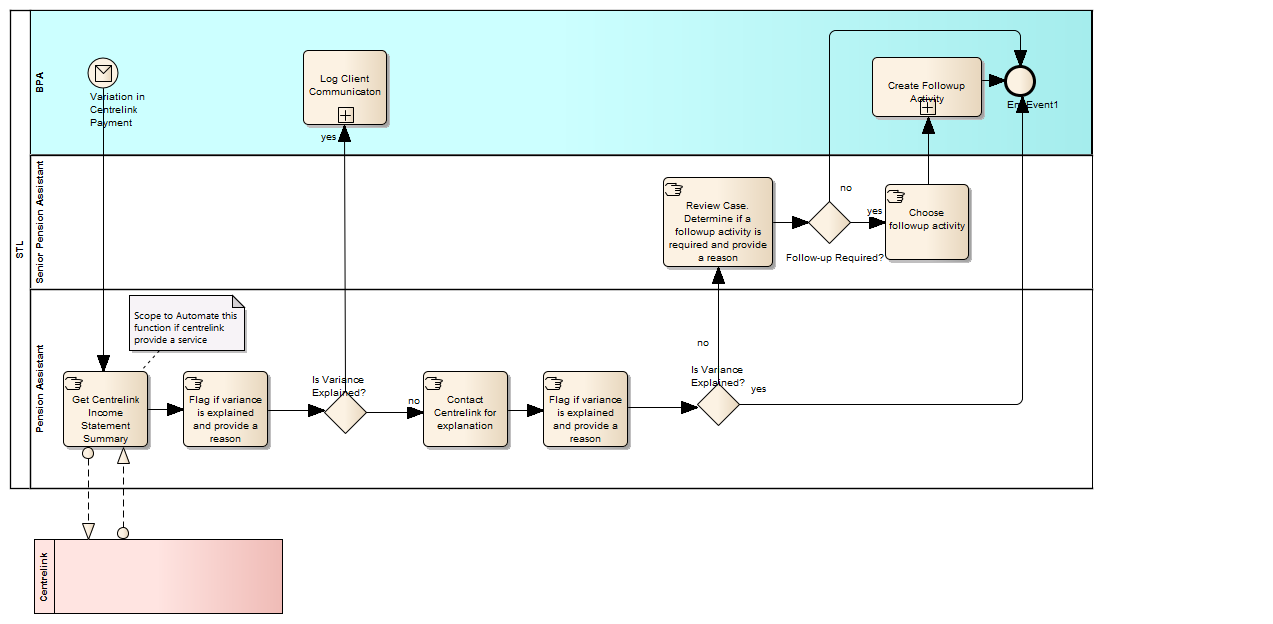 STL
BPA
Variation in
Centrelink
Payment
Log Client
Communicaton
yes
Create Followup
Activity
EndEvent1
Senior Pension Assistant
Review Case.
Determine if a
followup activity is
required and provide
a reason
no
yes
Follow-up Required?
Choose
followup activity
Pension Assistant
Scope to Automate this
function if centrelink
provide a service
Get Centrelink
Income
Statement
Summary
Flag if variance
is explained
and provide a
reason
Is Variance
Explained?
no
Contact
Centrelink for
explanation
Flag if variance
is explained
and provide a
reason
no
Is Variance
Explained?
yes
Centrelink